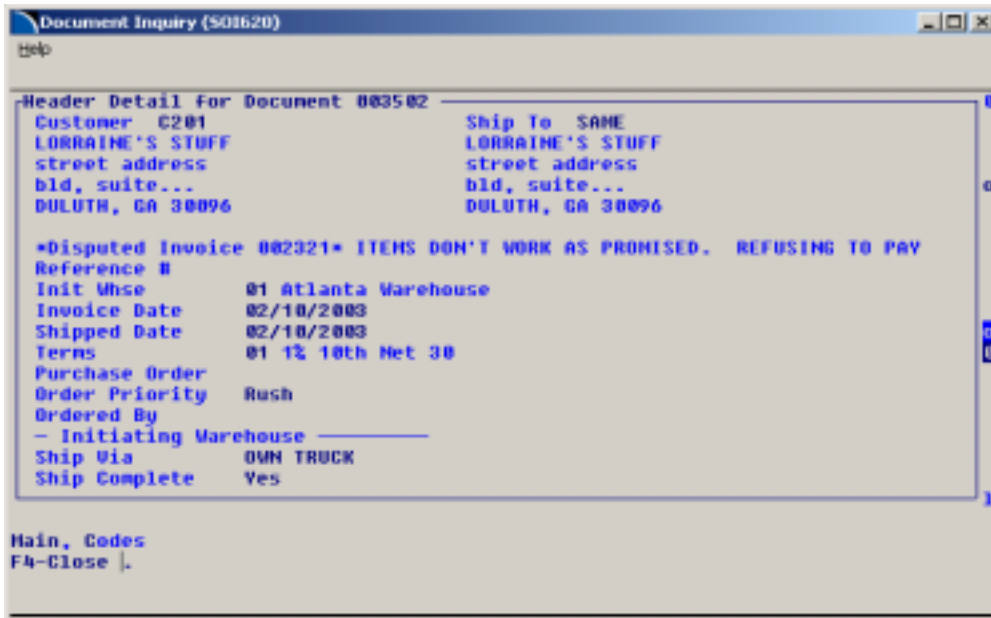 Document Inquiry (SOI620)
Help
Header Detail For Document 003502
Customer C201 Ship To SAME
LORRAINE'S STUFF LORRAINE'S STUFF
street address street address
bld, suite... bld, suite...
DULUTH, GA 30096 DULUTH, GA 30096
*Disputed Invoice 002321* ITEMS DON'T WORK AS PROMISED. REFUSING TO PAY
Reference #
Init Whse 01 Atlanta Warehouse
Invoice Date 02/10/2003
Shipped Date 02/10/2003
Terms 01 1% 10th Net 30
Purchase Order
Order Priority Rush
Ordered By
Initiating Warehouse
Ship Via OWN TRUCK
Ship Complete Yes
Main, Codes
F4-Close .